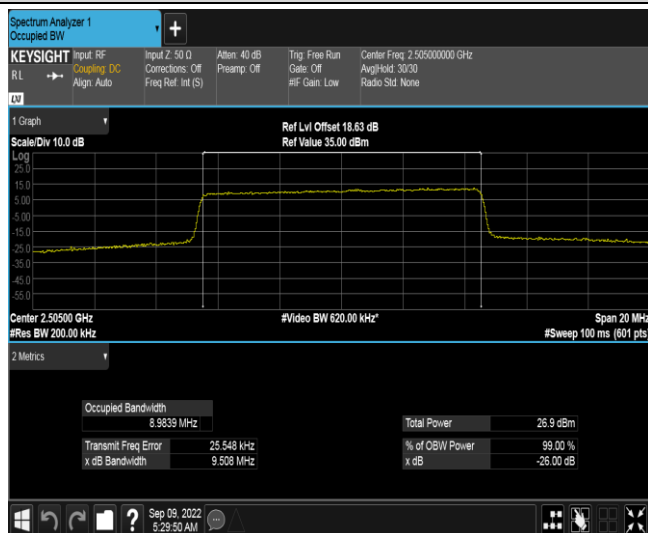 Spectrum Analyzer 1
Occupied BW
KEYSIGHT
RL
LXI
Input: RF
Coupling: DC
Align: Auto
Input Z: 50 Ω
Corrections: Off
Freq Ref: Int (S)
Atten: 40 dB
Preamp: Off
Trig: Free Run
Gate: Off
#IF Gain: Low
Center Freq: 2.505000000 GHz
Avg|Hold: 30/30
Radio Std: None
1 Graph
Scale/Div 10.0 dB
Ref Lvl Offset 18.63 dB
Ref Value 35.00 dBm
Log
25.0
15.0
5.00
-5.00
-15.0
-25.0
-35.0
-45.0
-55.0
Center 2.50500 GHz
#Res BW 200.00 kHz
#Video BW 620.00 kHz*
Span 20 MHz
#Sweep 100 ms (601 pts)
2 Metrics
Occupied Bandwidth
8.9839 MHz
Transmit Freq Error 25.548 kHz
x dB Bandwidth 9.508 MHz
Total Power 26.9 dBm
% of OBW Power 99.00 %
x dB -26.00 dB
? Sep 09, 2022
5:29:50 AM